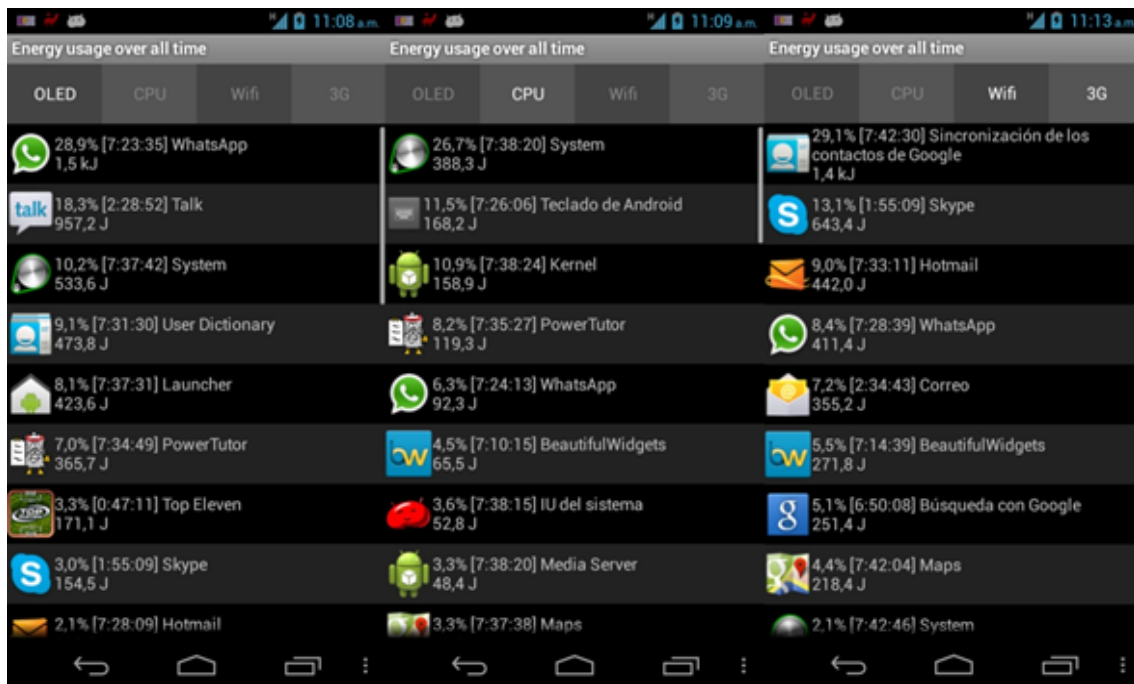 H 11:08 a.m.
Energy usage over all time
OLED CPU Wifi 3G
28,9% [7:23:35] WhatsApp
1,5 kJ
talk
18,3% [2:28:52] Talk
957,2 J
10,2% [7:37:42] System
533,6 J
9,1% [7:31:30] User Dictionary
473,8 J
8,1% [7:37:31] Launcher
423,6 J
7,0% [7:34:49] PowerTutor
365,7 J
TOP
3,3% [0:47:11] Top Eleven
171,1 J
S
3,0% [1:55:09] Skype
154,5 J
2,1% [7:28:09] Hotmail
H 11:09 a.m.
Energy usage over all time
OLED CPU Wifi 3G
26,7% [7:38:20] System
388,3 J
11,5% [7:26:06] Teclado de Android
168,2 J
10,9% [7:38:24] Kernel
158,9 J
8,2% [7:35:27] PowerTutor
119,3 J
6,3% [7:24:13] WhatsApp
92,3 J
bw
4,5% [7:10:15] BeautifulWidgets
65,5 J
3,6% [7:38:15] IU del sistema
52,8 J
3,3% [7:38:20] Media Server
48,4 J
3,3% [7:37:38] Maps
H 11:13 a.m
Energy usage over all time
OLED CPU Wifi 3G
29,1% [7:42:30] Sincronización de los
contactos de Google
1,4 kJ
S
13,1% [1:55:09] Skype
643,4 J
9,0% [7:33:11] Hotmail
442,0 J
8,4% [7:28:39] WhatsApp
411,4 J
@
7,2% [2:34:43] Correo
355,2 J
bw
5,5% [7:14:39] BeautifulWidgets
271,8 J
8
5,1% [6:50:08] Búsqueda con Google
251,4 J
4,4% [7:42:04] Maps
218,4 J
2,1% [7:42:46] System